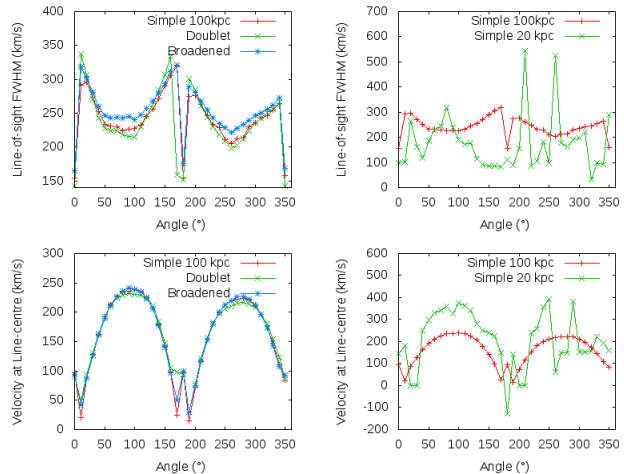 Line-of-sight FWHM (km/s)
350
300
250
200
150
Simple 100kpc
Doublet
Broadened
0 50 100 150 200 250 300 350
Angle (°)
Line-of-sight FWHM (km/s)
700
600
500
400
300
200
100
0
Simple 100kpc
Simple 20 kpc
0 50 100 150 200 250 300 350
Angle (°)
Velocity at Line-centre (km/s)
300
250
200
150
100
50
0
Simple 100 kpc
Doublet
Broadened
0 50 100 150 200 250 300 350
Angle (°)
Velocity at Line-centre (km/s)
600
500
400
300
200
100
0
-100
-200
Simple 100 kpc
Simple 20 kpc
0 50 100 150 200 250 300 350
Angle (°)